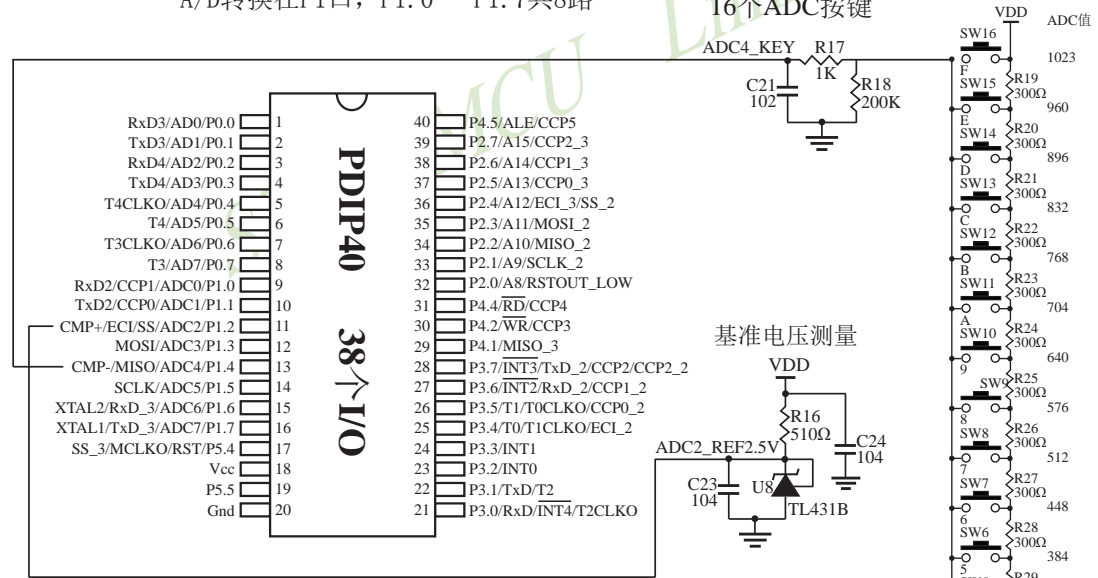 A/D转换在P1口，P1.0 - P1.7共8路
16个ADC按键
VDD
ADC值
MCU Lim
ADC4_KEY
R17
1K
C21
102
R18
200K
SW16
F
1023
R19
300Ω
SW15
E
960
R20
300Ω
SW14
D
896
R21
300Ω
SW13
C
832
R22
300Ω
SW12
B
768
R23
300Ω
SW11
A
704
R24
300Ω
SW10
9
640
R25
300Ω
SW9
8
576
R26
300Ω
SW8
7
512
R27
300Ω
SW7
6
448
R28
300Ω
SW6
5
384
R29
PDIP40 38个I/O
RxD3/AD0/P0.0 1
TxD3/AD1/P0.1 2
RxD4/AD2/P0.2 3
TxD4/AD3/P0.3 4
T4CLKO/AD4/P0.4 5
T4/AD5/P0.5 6
T3CLKO/AD6/P0.6 7
T3/AD7/P0.7 8
RxD2/CCP1/ADC0/P1.0 9
TxD2/CCP0/ADC1/P1.1 10
CMP+/ECI/SS/ADC2/P1.2 11
MOSI/ADC3/P1.3 12
CMP-/MISO/ADC4/P1.4 13
SCLK/ADC5/P1.5 14
XTAL2/RxD_3/ADC6/P1.6 15
XTAL1/TxD_3/ADC7/P1.7 16
SS_3/MCLKO/RST/P5.4 17
Vcc 18
P5.5 19
Gnd 20
40 P4.5/ALE/CCP5
39 P2.7/A15/CCP2_3
38 P2.6/A14/CCP1_3
37 P2.5/A13/CCP0_3
36 P2.4/A12/ECI_3/SS_2
35 P2.3/A11/MOSI_2
34 P2.2/A10/MISO_2
33 P2.1/A9/SCLK_2
32 P2.0/A8/RSTOUT_LOW
31 P4.4/RD/CCP4
30 P4.2/WR/CCP3
29 P4.1/MISO_3
28 P3.7/INT3/TxD_2/CCP2/CCP2_2
27 P3.6/INT2/RxD_2/CCP1_2
26 P3.5/T1/T0CLKO/CCP0_2
25 P3.4/T0/T1CLKO/ECI_2
24 P3.3/INT1
23 P3.2/INT0
22 P3.1/TxD/T2
21 P3.0/RxD/INT4/T2CLKO
基准电压测量
VDD
R16
510Ω
C24
104
ADC2_REF2.5V
C23
104
U8
TL431B